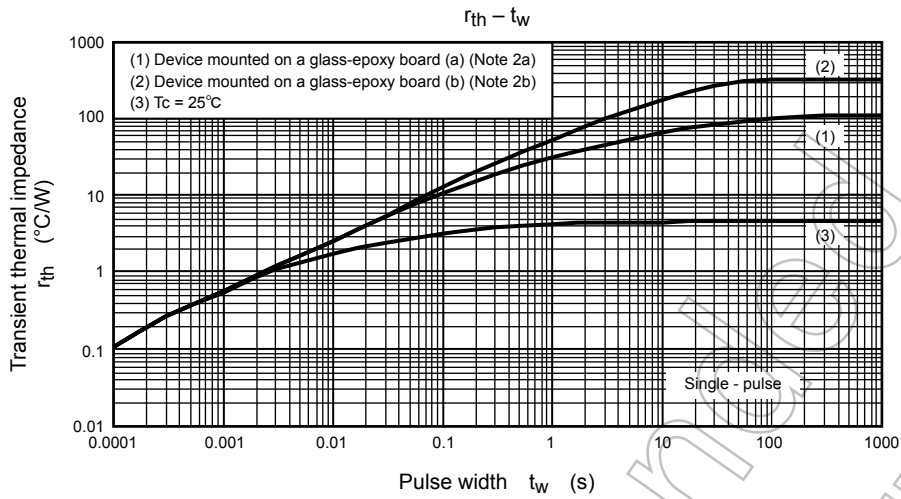 rth – tw
1000
100
10
1
0.1
0.01
Transient thermal impedance
rth (°C/W)
(1) Device mounted on a glass-epoxy board (a) (Note 2a)
(2) Device mounted on a glass-epoxy board (b) (Note 2b)
(3) Tc = 25°C
(2)
(1)
(3)
Single - pulse
0.0001 0.001 0.01 0.1 1 10 100 1000
Pulse width tw (s)